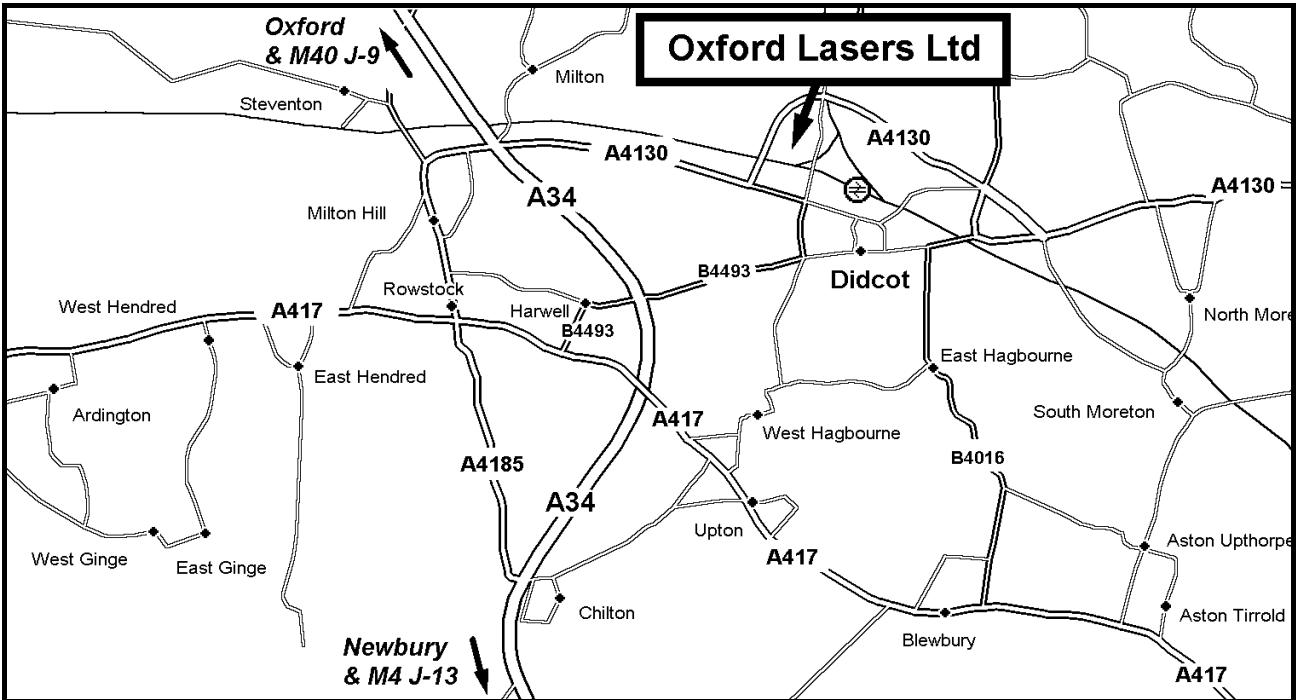 Oxford
& M40 J-9
Oxford Lasers Ltd
Milton
Steventon
A4130
A4130
A34
A4130
Milton Hill
B4493
Didcot
Rowstock
West Hendred
A417
Harwell
B4493
North More
East Hagbourne
East Hendred
Ardington
South Moreton
A417
West Hagbourne
A4185
B4016
A34
Upton
Aston Upthorpe
West Ginge
East Ginge
A417
Chilton
Aston Tirrold
Blewbury
Newbury
& M4 J-13
A417